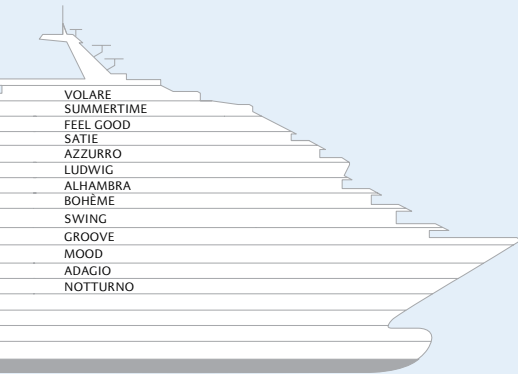 VOLARE
SUMMERTIME
FEEL GOOD
SATIE
AZZURRO
LUDWIG
ALHAMBRA
BOHÈME
SWING
GROOVE
MOOD
ADAGIO
NOTTURNO